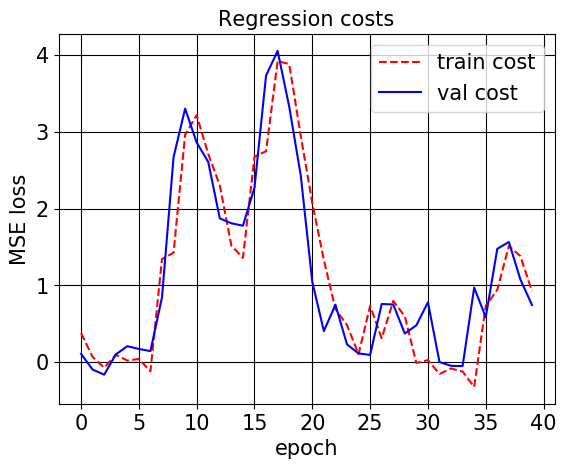 Regression costs
train cost
val cost
MSE loss
4
3
2
1
0
0 5 10 15 20 25 30 35 40
epoch